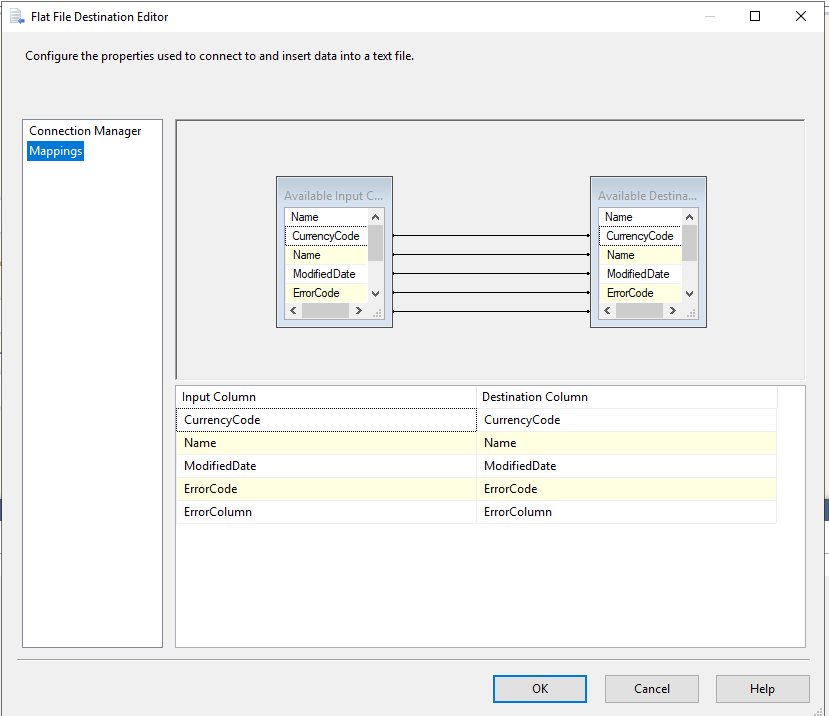 Flat File Destination Editor
Configure the properties used to connect to and insert data into a text file.
Connection Manager
Mappings
Available Input C...
Name
CurrencyCode
Name
ModifiedDate
ErrorCode
Available Destina...
Name
CurrencyCode
Name
ModifiedDate
ErrorCode
Input Column Destination Column
CurrencyCode CurrencyCode
Name Name
ModifiedDate ModifiedDate
ErrorCode ErrorCode
ErrorColumn ErrorColumn
OK Cancel Help